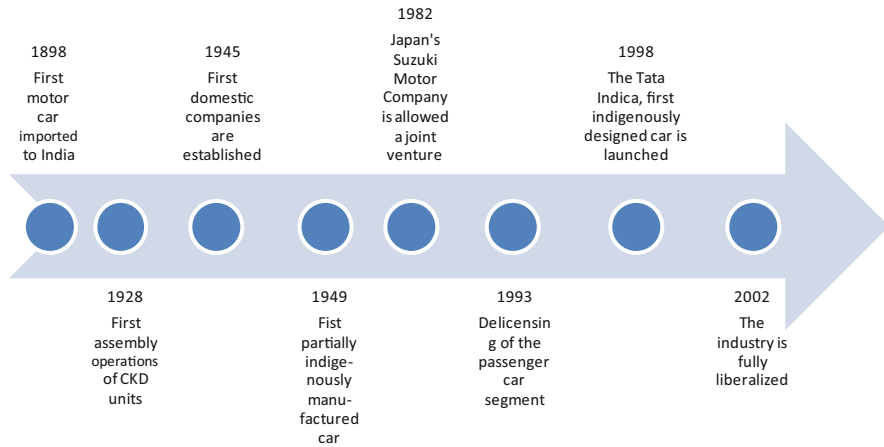 1898
First
motor
car
imported
to India
1928
First
assembly
operations
of CKD
units
1945
First
domestic
companies
are
established
1949
Fist
partially
indige-
nously
manu-
factured
car
1982
Japan's
Suzuki
Motor
Company
is allowed
a joint
venture
1993
Delicensin
g of the
passenger
car
segment
1998
The Tata
Indica, first
indigenously
designed car is
launched
2002
The
industry is
fully
liberalized